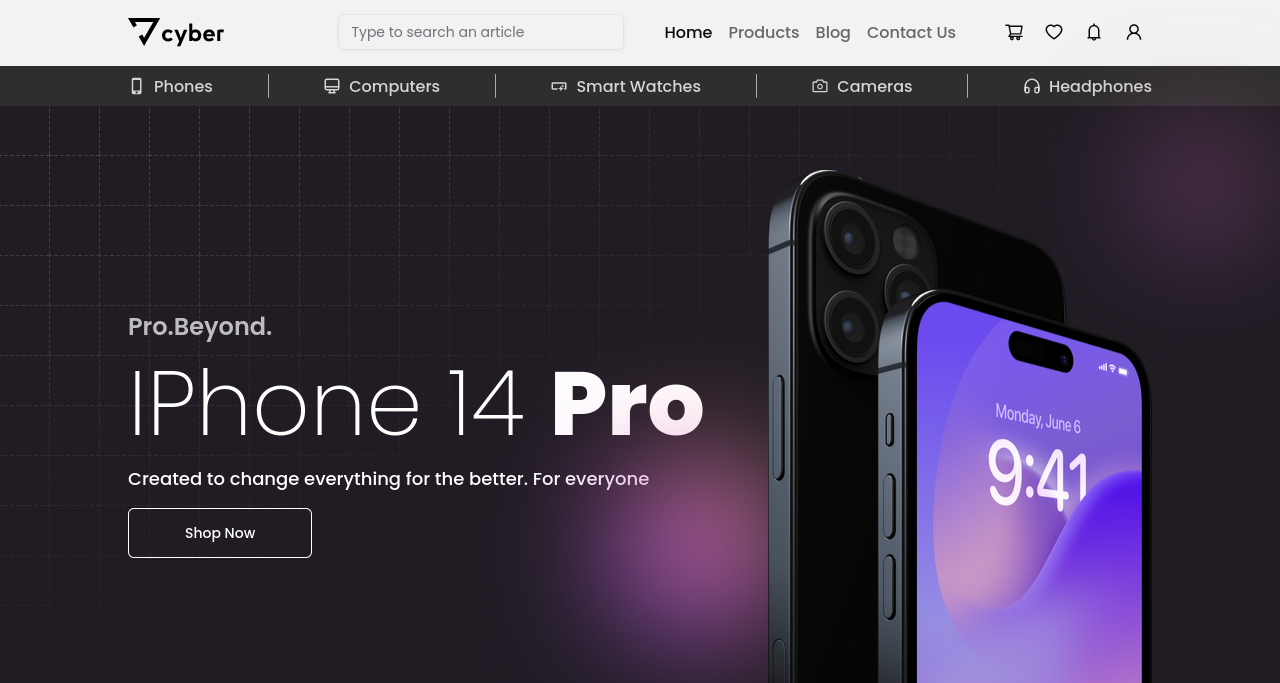 cyber
Type to search an article
Home Products Blog Contact Us
Phones Computers Smart Watches Cameras Headphones
Pro.Beyond.
IPhone 14 Pro
Created to change everything for the better. For everyone
Shop Now
Monday, June 6
9:41